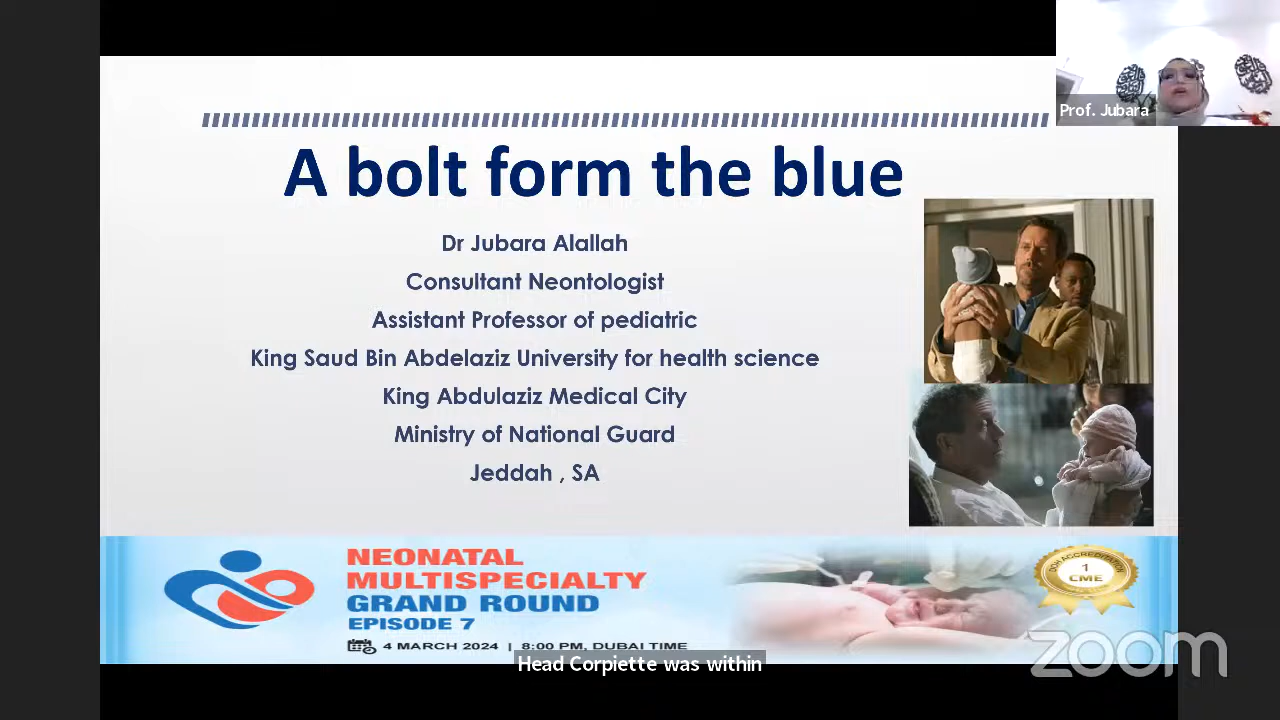 Prof. Jubara
A bolt form the blue
Dr Jubara Alallah
Consultant Neontologist
Assistant Professor of pediatric
King Saud Bin Abdelaziz University for health science
King Abdulaziz Medical City
Ministry of National Guard
Jeddah , SA
NEONATAL
MULTISPECIALTY
GRAND ROUND
EPISODE 7
4 MARCH 2024 | 8:00 PM, DUBAI TIME
DOH ACCREDITATION
1
CME
zoom
Head Corpiette was within